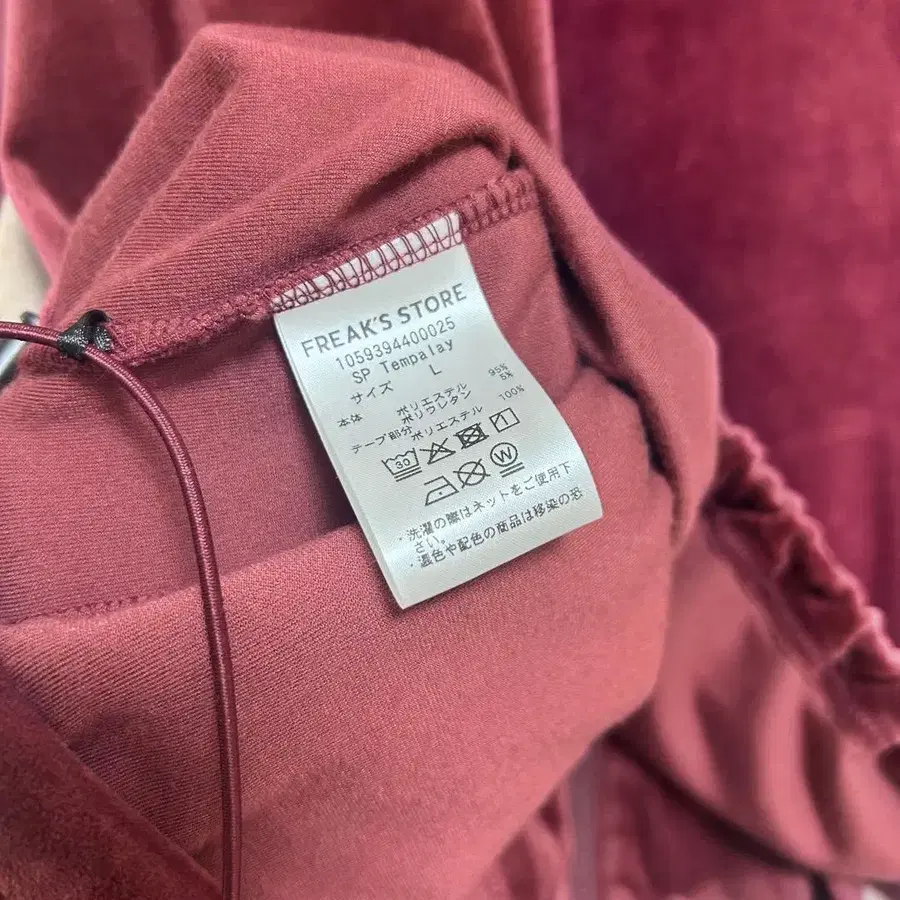 FREAK'S STORE
1059394400025
SP Tempalay
サイズ L
本体 ポリエステル 95%
ポリウレタン 5%
テープ部分 ポリエステル 100%
30
W
・洗濯の際はネットをご使用下
さい。
・濃色や配色の商品は移染の恐